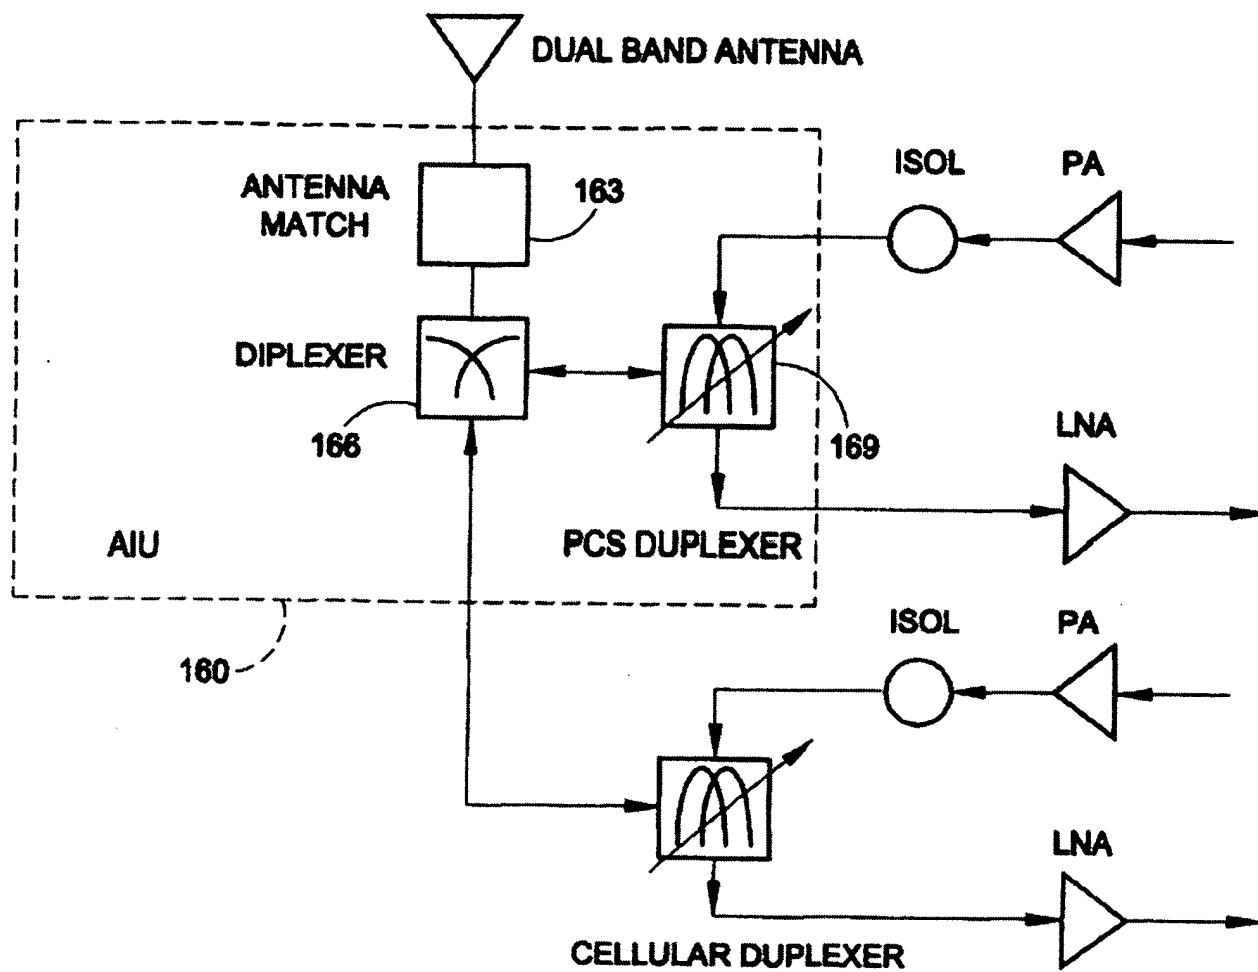 DUAL BAND ANTENNA
ANTENNA
MATCH
163
ISOL
PA
DIPLEXER
166
169
LNA
AIU
PCS DUPLEXER
160
ISOL
PA
LNA
CELLULAR DUPLEXER